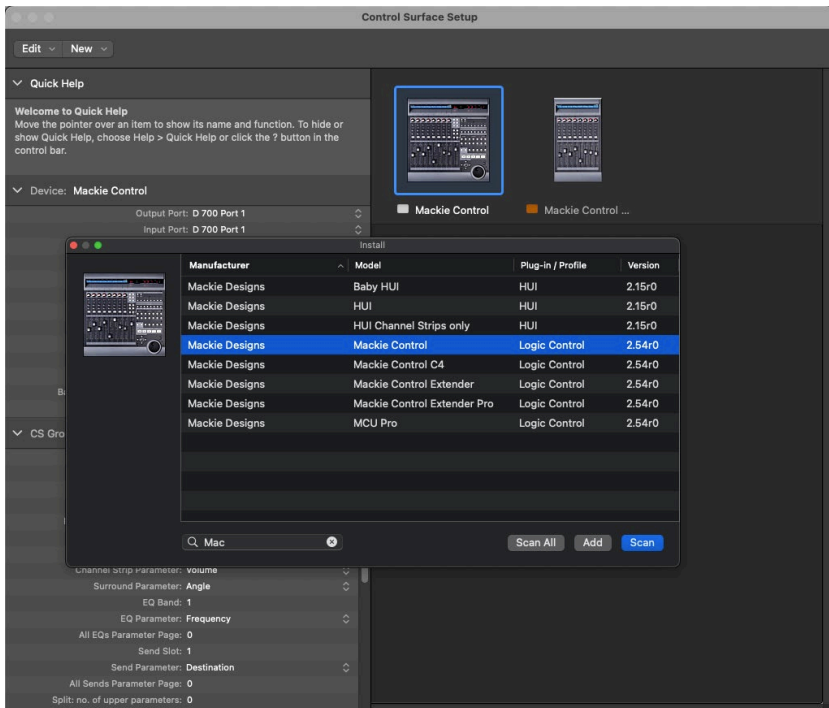 Control Surface Setup
Edit
New
Quick Help
Welcome to Quick Help
Move the pointer over an item to show its name and function. To hide or
show Quick Help, choose Help > Quick Help or click the ? button in the
control bar.
Device: Mackie Control
Output Port: D 700 Port 1
Input Port: D 700 Port 1
Mackie Control
Mackie Control ...
Install
Manufacturer Model Plug-in / Profile Version
Mackie Designs Baby HUI HUI 2.15r0
Mackie Designs HUI HUI 2.15r0
Mackie Designs HUI Channel Strips only HUI 2.15r0
Mackie Designs Mackie Control Logic Control 2.54r0
Mackie Designs Mackie Control C4 Logic Control 2.54r0
Mackie Designs Mackie Control Extender Logic Control 2.54r0
Mackie Designs Mackie Control Extender Pro Logic Control 2.54r0
Mackie Designs MCU Pro Logic Control 2.54r0
Ba
CS Gro
Mac
Scan All Add Scan
Channel Strip Parameter: Volume
Surround Parameter: Angle
EQ Band: 1
EQ Parameter: Frequency
All EQs Parameter Page: 0
Send Slot: 1
Send Parameter: Destination
All Sends Parameter Page: 0
Split: no. of upper parameters: 0